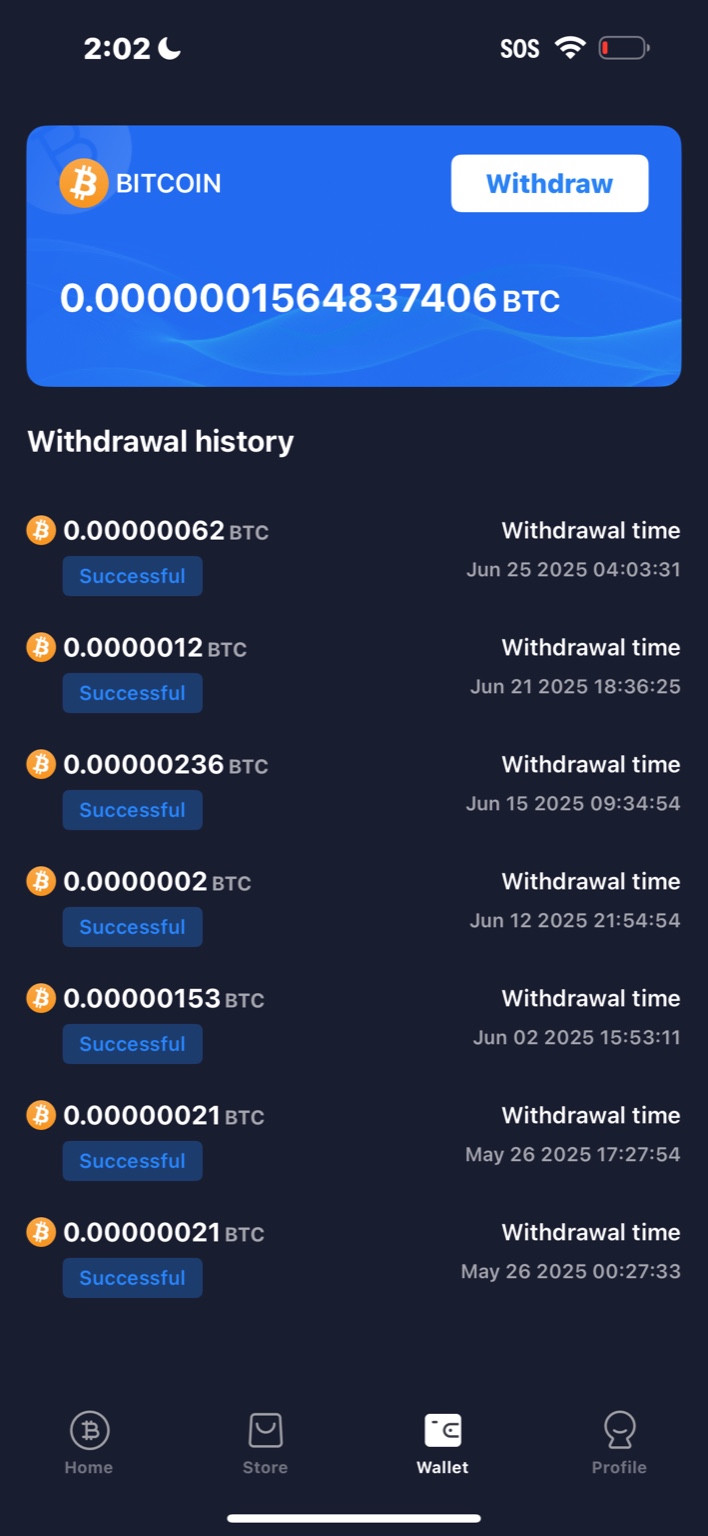 2:02 SOS
BITCOIN Withdraw
0.0000001564837406 BTC
Withdrawal history
0.00000062 BTC Withdrawal time
Successful Jun 25 2025 04:03:31
0.0000012 BTC Withdrawal time
Successful Jun 21 2025 18:36:25
0.00000236 BTC Withdrawal time
Successful Jun 15 2025 09:34:54
0.0000002 BTC Withdrawal time
Successful Jun 12 2025 21:54:54
0.00000153 BTC Withdrawal time
Successful Jun 02 2025 15:53:11
0.00000021 BTC Withdrawal time
Successful May 26 2025 17:27:54
0.00000021 BTC Withdrawal time
Successful May 26 2025 00:27:33
Home Store Wallet Profile